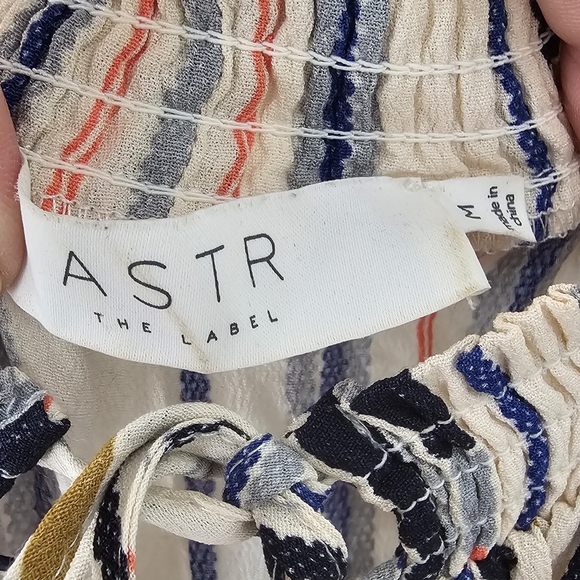 ASTR
THE LABEL
M
made in
china